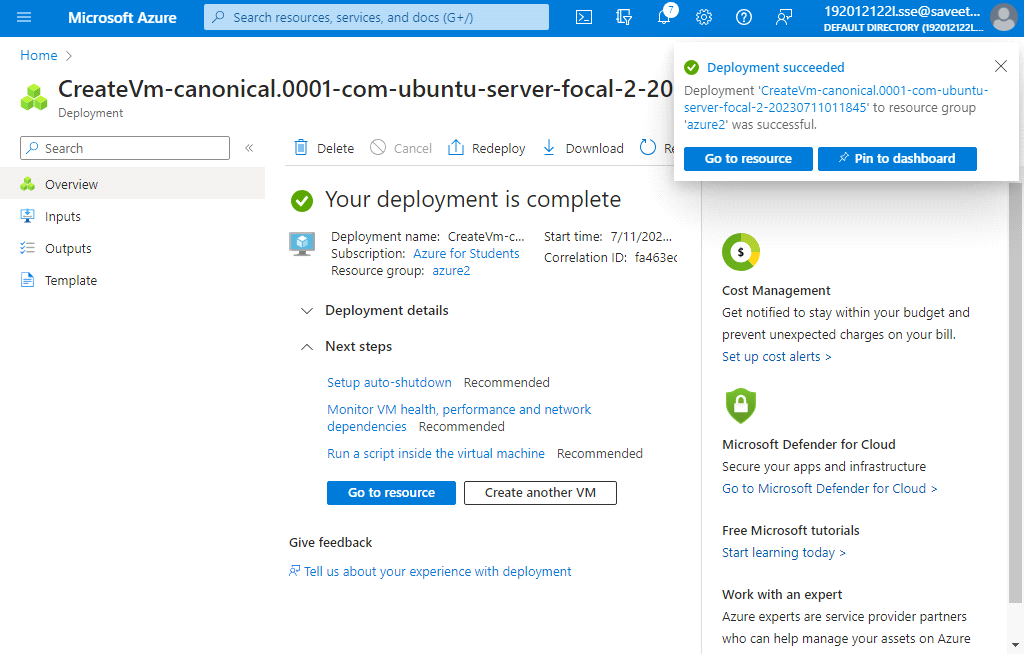 Microsoft Azure
Search resources, services, and docs (G+/)
7
192012122l.sse@saveet...
DEFAULT DIRECTORY (192012122L...
Home
CreateVm-canonical.0001-com-ubuntu-server-focal-2-20
Deployment
Deployment succeeded
Deployment 'CreateVm-canonical.0001-com-ubuntu-
server-focal-2-20230711011845' to resource group
'azure2' was successful.
Go to resource
Pin to dashboard
Search
«
Delete
Cancel
Redeploy
Download
Re
Overview
Inputs
Outputs
Template
Your deployment is complete
Deployment name: CreateVm-c...
Subscription: Azure for Students
Resource group: azure2
Start time: 7/11/202...
Correlation ID: fa463ec
Deployment details
Next steps
Setup auto-shutdown Recommended
Monitor VM health, performance and network
dependencies Recommended
Run a script inside the virtual machine Recommended
Go to resource
Create another VM
Give feedback
Tell us about your experience with deployment
$
Cost Management
Get notified to stay within your budget and
prevent unexpected charges on your bill.
Set up cost alerts >
Microsoft Defender for Cloud
Secure your apps and infrastructure
Go to Microsoft Defender for Cloud >
Free Microsoft tutorials
Start learning today >
Work with an expert
Azure experts are service provider partners
who can help manage your assets on Azure